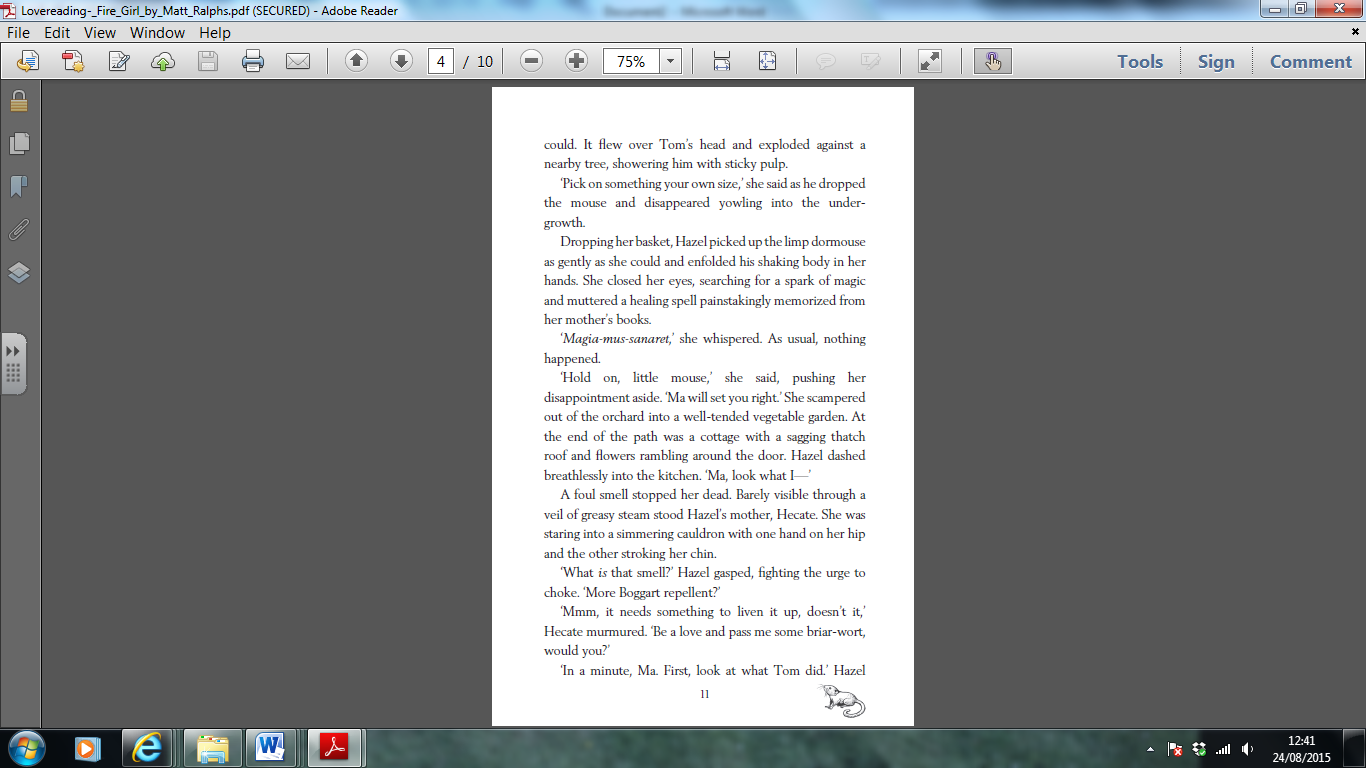 Lovereading-_Fire_Girl_by_Matt_Ralphs.pdf (SECURED) - Adobe Reader
File Edit View Window Help
4 / 10 75% Tools Sign Comment
could. It flew over Tom's head and exploded against a
nearby tree, showering him with sticky pulp.
‘Pick on something your own size,’ she said as he dropped
the mouse and disappeared yowling into the under-
growth.
Dropping her basket, Hazel picked up the limp dormouse
as gently as she could and enfolded his shaking body in her
hands. She closed her eyes, searching for a spark of magic
and muttered a healing spell painstakingly memorized from
her mother's books.
‘Magia-mus-sanaret,’ she whispered. As usual, nothing
happened.
‘Hold on, little mouse,’ she said, pushing her
disappointment aside. ‘Ma will set you right.’ She scampered
out of the orchard into a well-tended vegetable garden. At
the end of the path was a cottage with a sagging thatch
roof and flowers rambling around the door. Hazel dashed
breathlessly into the kitchen. ‘Ma, look what I—’
A foul smell stopped her dead. Barely visible through a
veil of greasy steam stood Hazel's mother, Hecate. She was
staring into a simmering cauldron with one hand on her hip
and the other stroking her chin.
‘What is that smell?’ Hazel gasped, fighting the urge to
choke. ‘More Boggart repellent?’
‘Mmm, it needs something to liven it up, doesn't it,’
Hecate murmured. ‘Be a love and pass me some briar-wort,
would you?’
‘In a minute, Ma. First, look at what Tom did.’ Hazel
11
12:41
24/08/2015